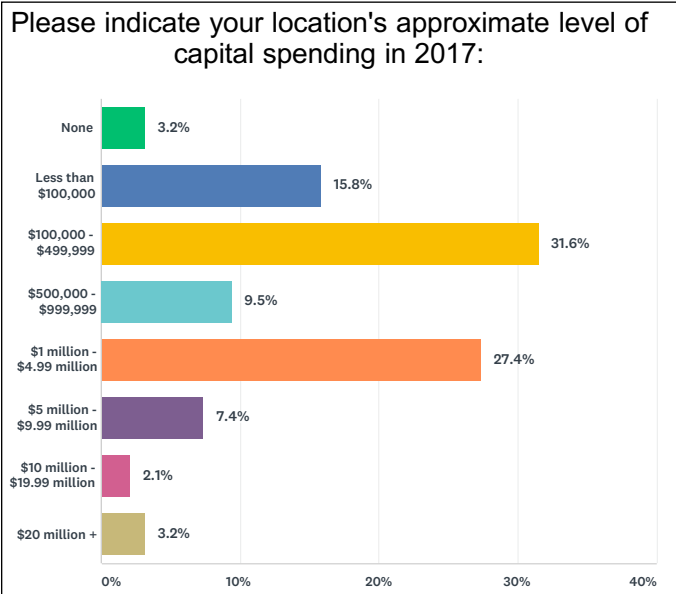 Please indicate your location's approximate level of
capital spending in 2017:
None
3.2%
Less than
$100,000
15.8%
$100,000 -
$499,999
31.6%
$500,000 -
$999,999
9.5%
$1 million -
$4.99 million
27.4%
$5 million -
$9.99 million
7.4%
$10 million -
$19.99 million
2.1%
$20 million +
3.2%
0%
10%
20%
30%
40%